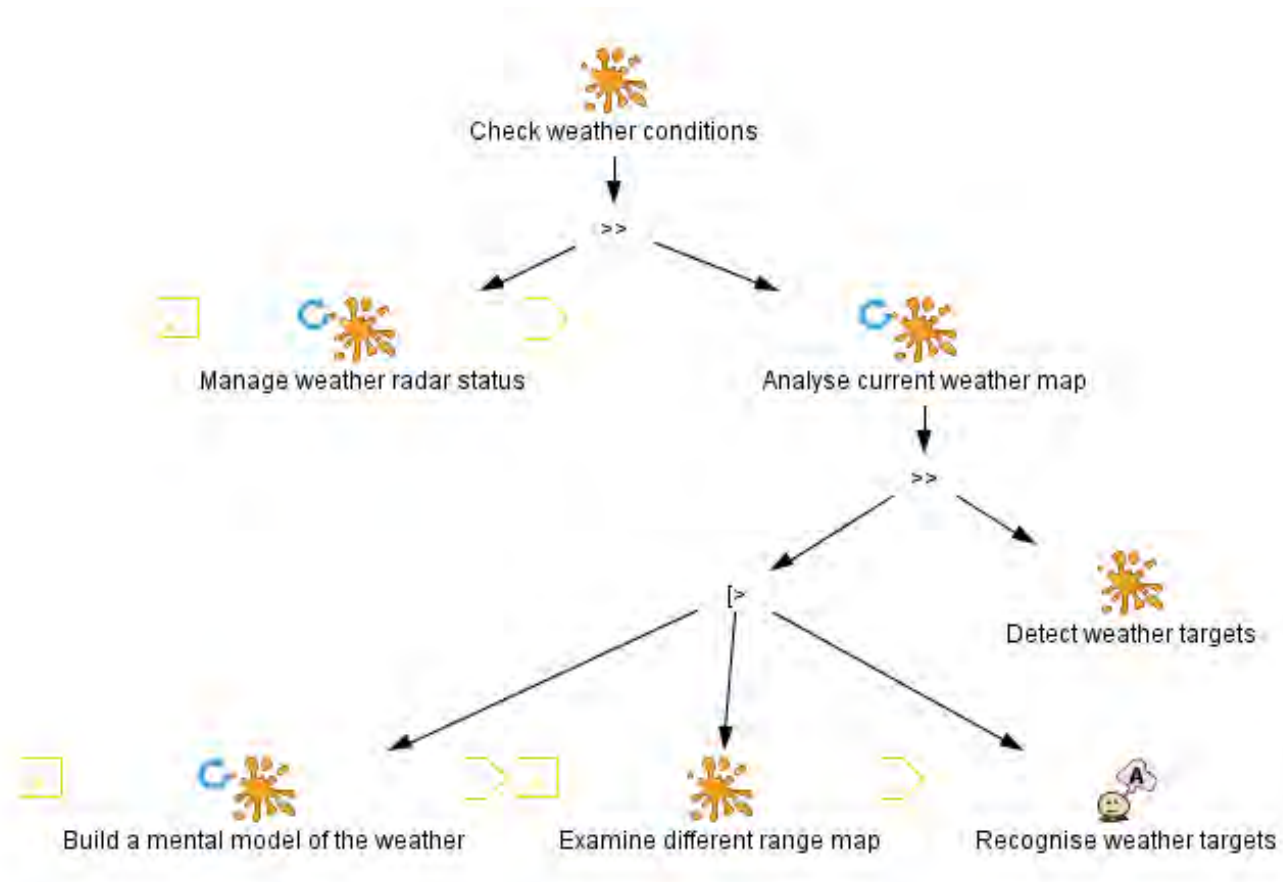 Check weather conditions
>>
Manage weather radar status
Analyse current weather map
>>
[>
Detect weather targets
A
Build a mental model of the weather
Examine different range map
Recognise weather targets